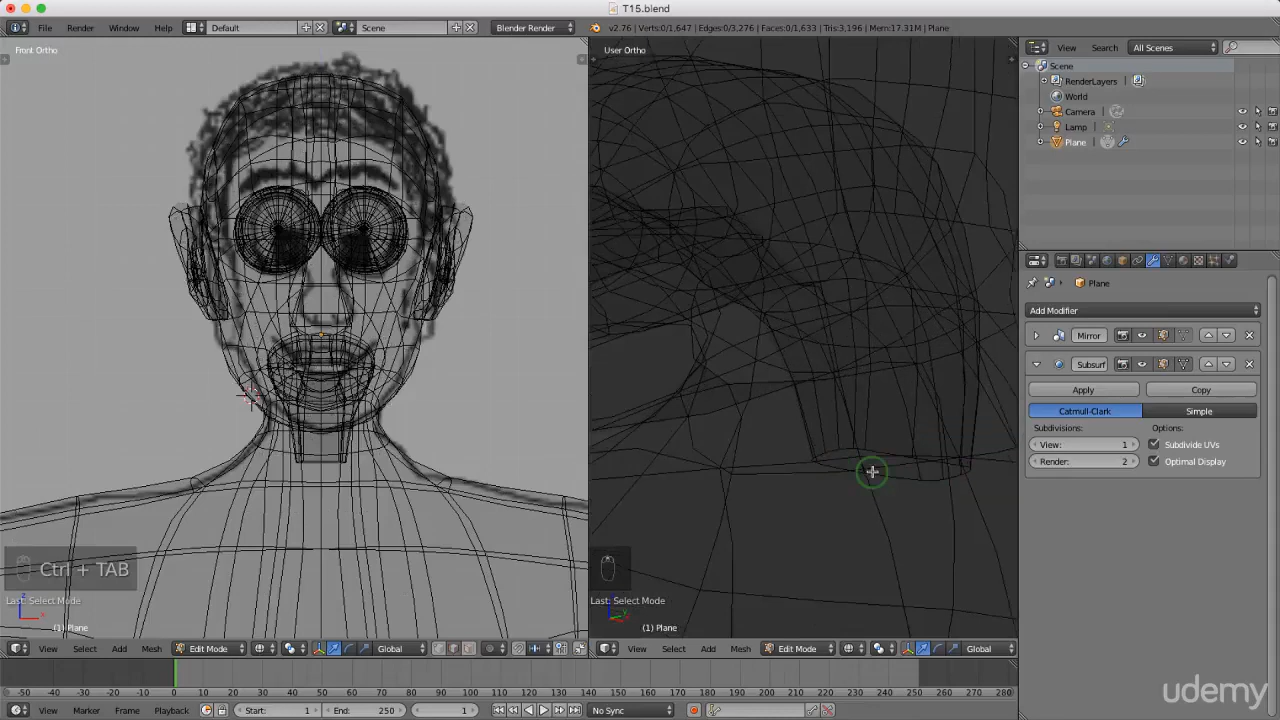 T15.blend
File
Render
Window
Help
Default
Scene
Blender Render
v2.76 | Verts:0/1,647 | Edges:0/3,276 | Faces:0/1,633 | Tris:3,196 | Mem:17.31M | Plane
View
Search
All Scenes
Front Ortho
User Ortho
Scene
RenderLayers
World
Camera
Lamp
Plane
Plane
Add Modifier
Mirror
Subsurf
Apply
Copy
Catmull-Clark
Simple
Subdivisions:
Options:
View: 1
Subdivide UVs
Render: 2
Optimal Display
Ctrl + TAB
Last: Select Mode
Last: Select Mode
(1) Plane
(1) Plane
View
Select
Add
Mesh
Edit Mode
Global
View
Select
Add
Mesh
Edit Mode
Global
-50 -40 -30 -20 -10 0 10 20 30 40 50 60 70 80 90 100 110 120 130 140 150 160 170 180 190 200 210 220 230 240 250 260 270 280
View
Marker
Frame
Playback
Start: 1
End: 250
1
No Sync
udemy